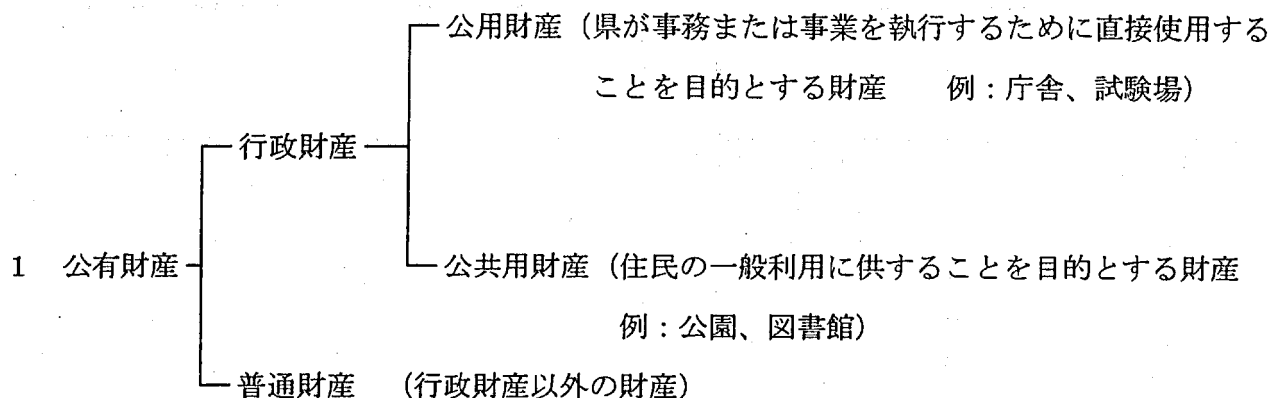 公用財産（県が事務または事業を執行するために直接使用する
ことを目的とする財産　例：庁舎、試験場）
行政財産
1　公有財産
公共用財産（住民の一般利用に供することを目的とする財産
例：公園、図書館）
普通財産　（行政財産以外の財産）